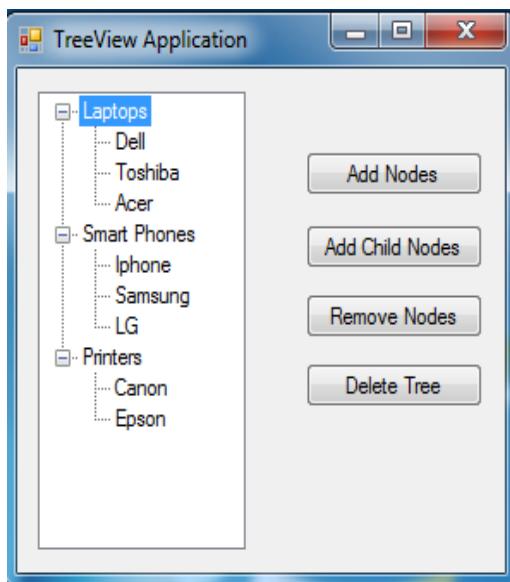 TreeView Application
Laptops
Dell
Toshiba
Acer
Smart Phones
Iphone
Samsung
LG
Printers
Canon
Epson
Add Nodes
Add Child Nodes
Remove Nodes
Delete Tree